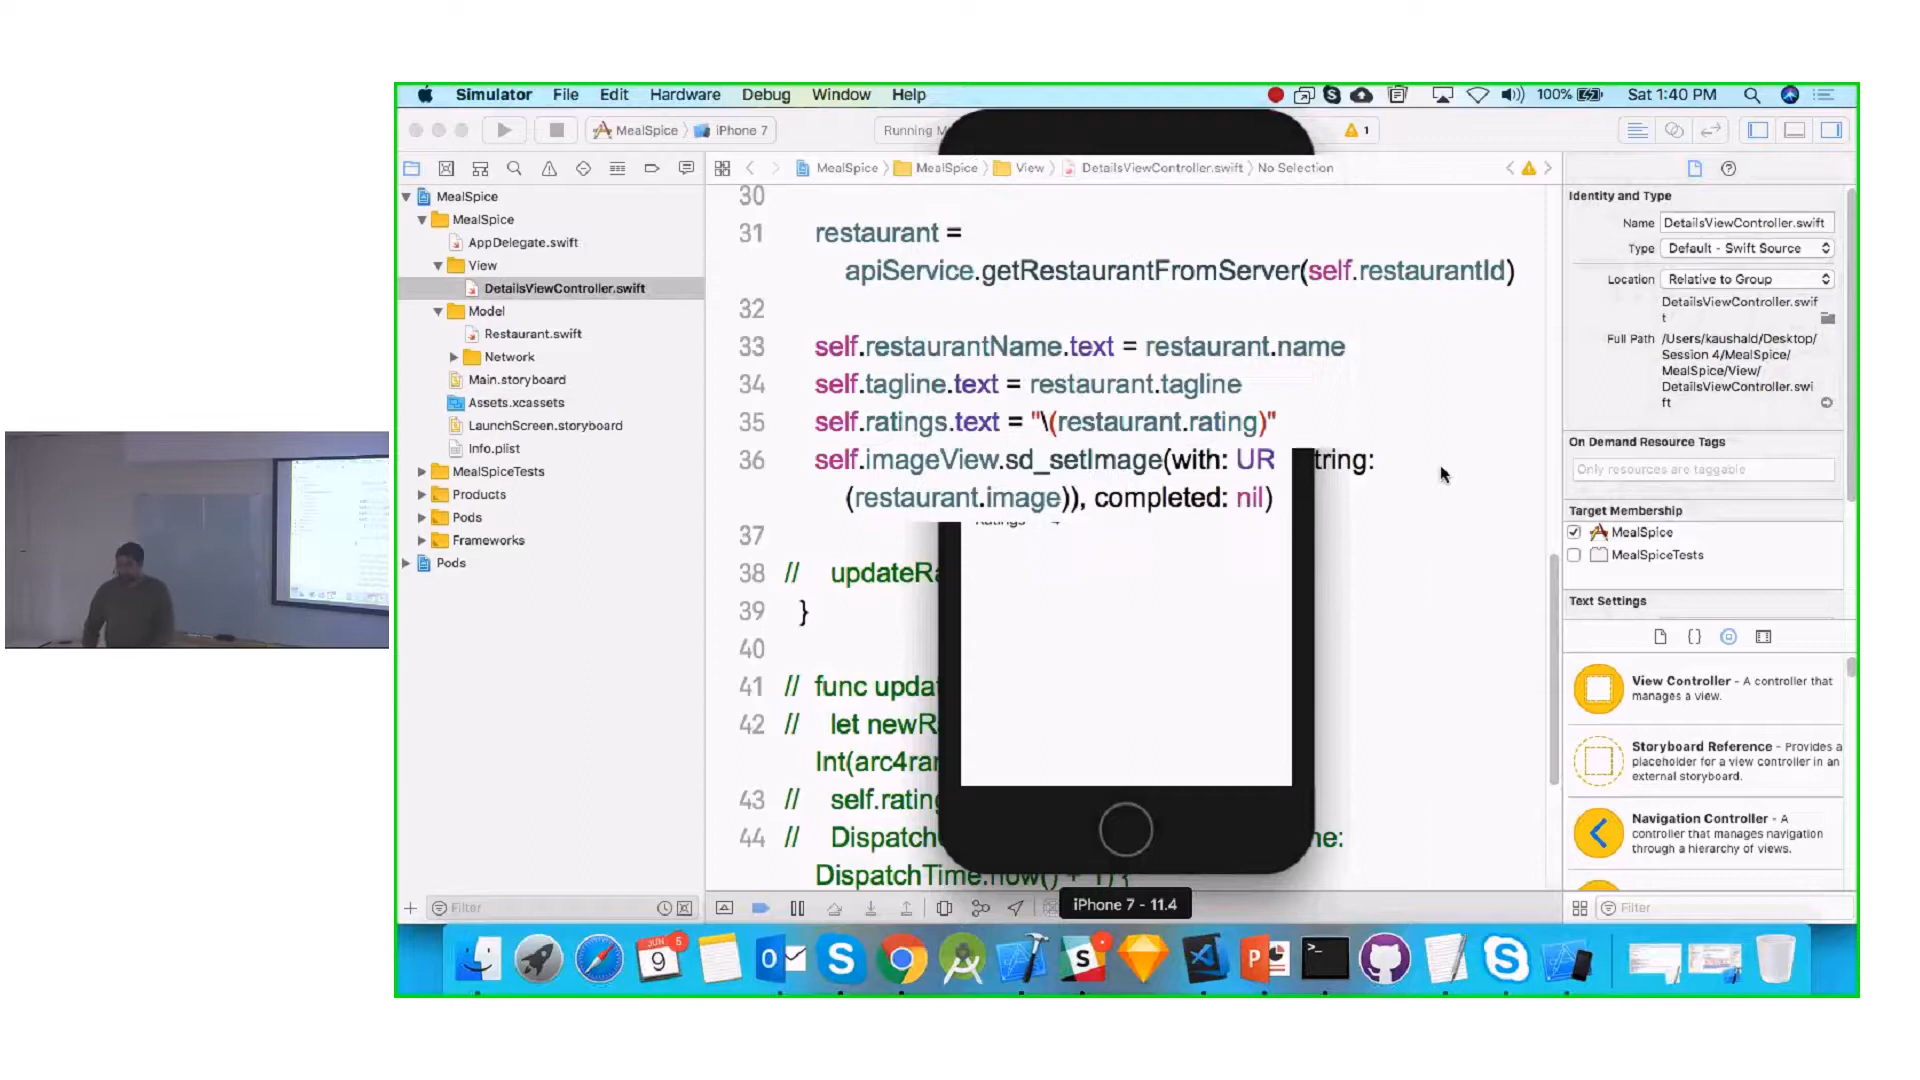 Simulator File Edit Hardware Debug Window Help 100% Sat 1:40 PM
MealSpice iPhone 7 Running M 1
MealSpice MealSpice View DetailsViewController.swift No Selection
MealSpice
MealSpice
AppDelegate.swift
View
DetailsViewController.swift
Model
Restaurant.swift
Network
Main.storyboard
Assets.xcassets
LaunchScreen.storyboard
Info.plist
MealSpiceTests
Products
Pods
Frameworks
Pods
Filter
30
31 restaurant =
apiService.getRestaurantFromServer(self.restaurantId)
32
33 self.restaurantName.text = restaurant.name
34 self.tagline.text = restaurant.tagline
35 self.ratings.text = "\(restaurant.rating)"
36 self.imageView.sd_setImage(with: UR tring:
(restaurant.image)), completed: nil)
37
38 // updateRa
39 }
40
41 // func updat
42 // let newRa
Int(arc4ran
43 // self.rating
44 // Dispatch ne:
DispatchTime.now() + 1) {
iPhone 7 - 11.4
Identity and Type
Name DetailsViewController.swift
Type Default - Swift Source
Location Relative to Group
DetailsViewController.swif
t
Full Path /Users/kaushald/Desktop/
Session 4/MealSpice/
MealSpice/View/
DetailsViewController.swi
ft
On Demand Resource Tags
Only resources are taggable
Target Membership
MealSpice
MealSpiceTests
Text Settings
View Controller - A controller that
manages a view.
Storyboard Reference - Provides a
placeholder for a view controller in an
external storyboard.
Navigation Controller - A
controller that manages navigation
through a hierarchy of views.
Filter
JUN 5
9